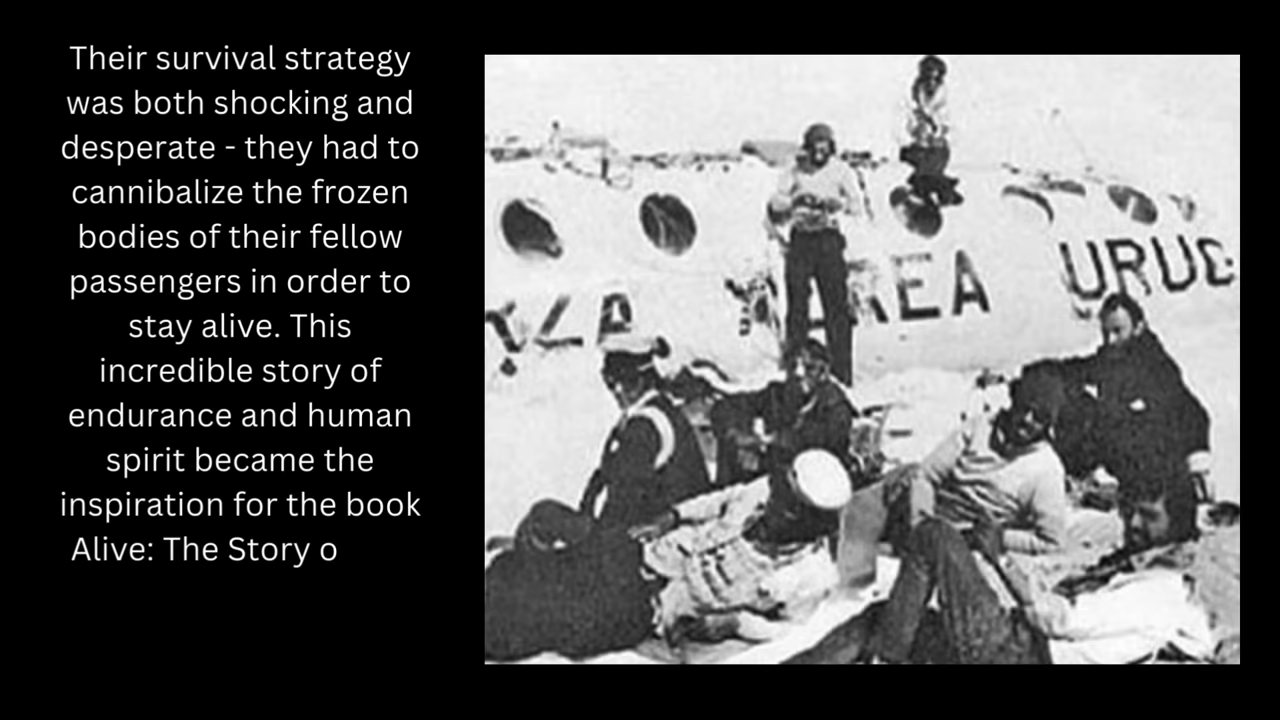 Their survival strategy
was both shocking and
desperate - they had to
cannibalize the frozen
bodies of their fellow
passengers in order to
stay alive. This
incredible story of
endurance and human
spirit became the
inspiration for the book
Alive: The Story o
AREA URUG